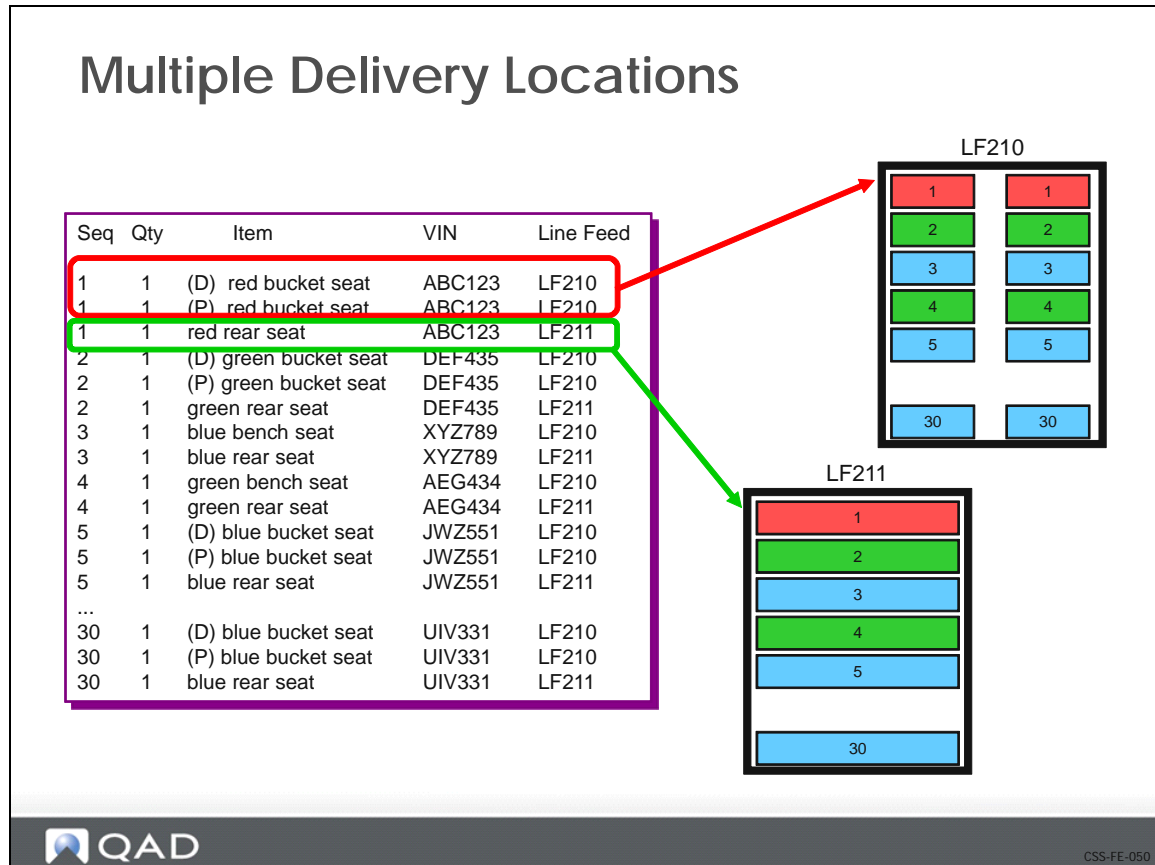 Multiple Delivery Locations
Seq Qty Item VIN Line Feed
1 1 (D) red bucket seat ABC123 LF210
1 1 (P) red bucket seat ABC123 LF210
1 1 red rear seat ABC123 LF211
2 1 (D) green bucket seat DEF435 LF210
2 1 (P) green bucket seat DEF435 LF210
2 1 green rear seat DEF435 LF211
3 1 blue bench seat XYZ789 LF210
3 1 blue rear seat XYZ789 LF211
4 1 green bench seat AEG434 LF210
4 1 green rear seat AEG434 LF211
5 1 (D) blue bucket seat JWZ551 LF210
5 1 (P) blue bucket seat JWZ551 LF210
5 1 blue rear seat JWZ551 LF211
...
30 1 (D) blue bucket seat UIV331 LF210
30 1 (P) blue bucket seat UIV331 LF210
30 1 blue rear seat UIV331 LF211
LF210
1 1
2 2
3 3
4 4
5 5
30 30
LF211
1
2
3
4
5
30
QAD
CSS-FE-050